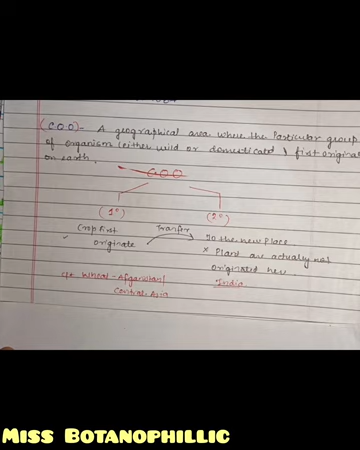 (COO)- A geographical area where the particular group
of organism (either wild or domesticated) first originate
on earth.
COO
(1°)
(2°)
Crop first
originate
Transfer
To the new place
× Plant are actually not
originated here
India
eg+ Wheat - Afganistan/
Central Asia
MISS BOTANOPHILLIC